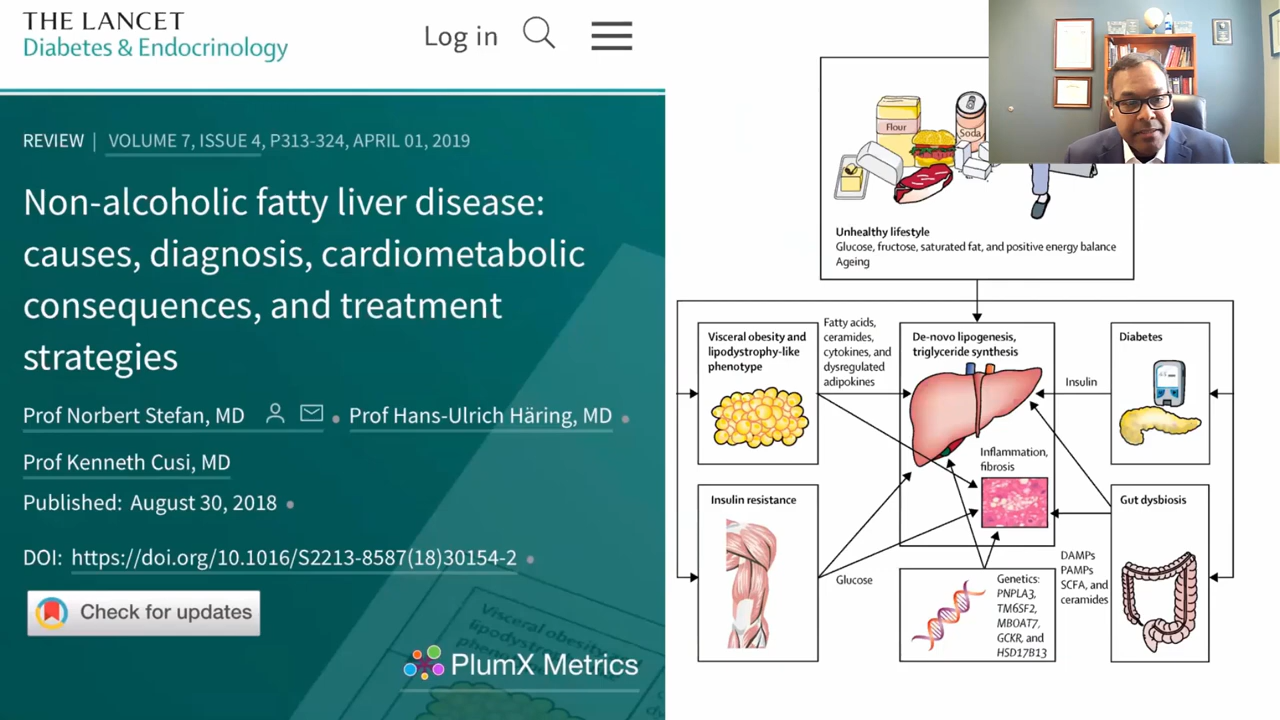 THE LANCET
Diabetes & Endocrinology
Log in
REVIEW | VOLUME 7, ISSUE 4, P313-324, APRIL 01, 2019
Non-alcoholic fatty liver disease:
causes, diagnosis, cardiometabolic
consequences, and treatment
strategies
Prof Norbert Stefan, MD • Prof Hans-Ulrich Häring, MD •
Prof Kenneth Cusi, MD
Published: August 30, 2018 •
DOI: https://doi.org/10.1016/S2213-8587(18)30154-2 •
Check for updates
Visceral obesity
lipodystrophy
phenotype
PlumX Metrics
Flour
Soda
Unhealthy lifestyle
Glucose, fructose, saturated fat, and positive energy balance
Ageing
Visceral obesity and
lipodystrophy-like
phenotype
Fatty acids,
ceramides,
cytokines, and
dysregulated
adipokines
De-novo lipogenesis,
triglyceride synthesis
Inflammation,
fibrosis
Insulin
Diabetes
Insulin resistance
Glucose
Genetics:
PNPLA3,
TM6SF2,
MBOAT7,
GCKR, and
HSD17B13
DAMPs
PAMPs
SCFA, and
ceramides
Gut dysbiosis